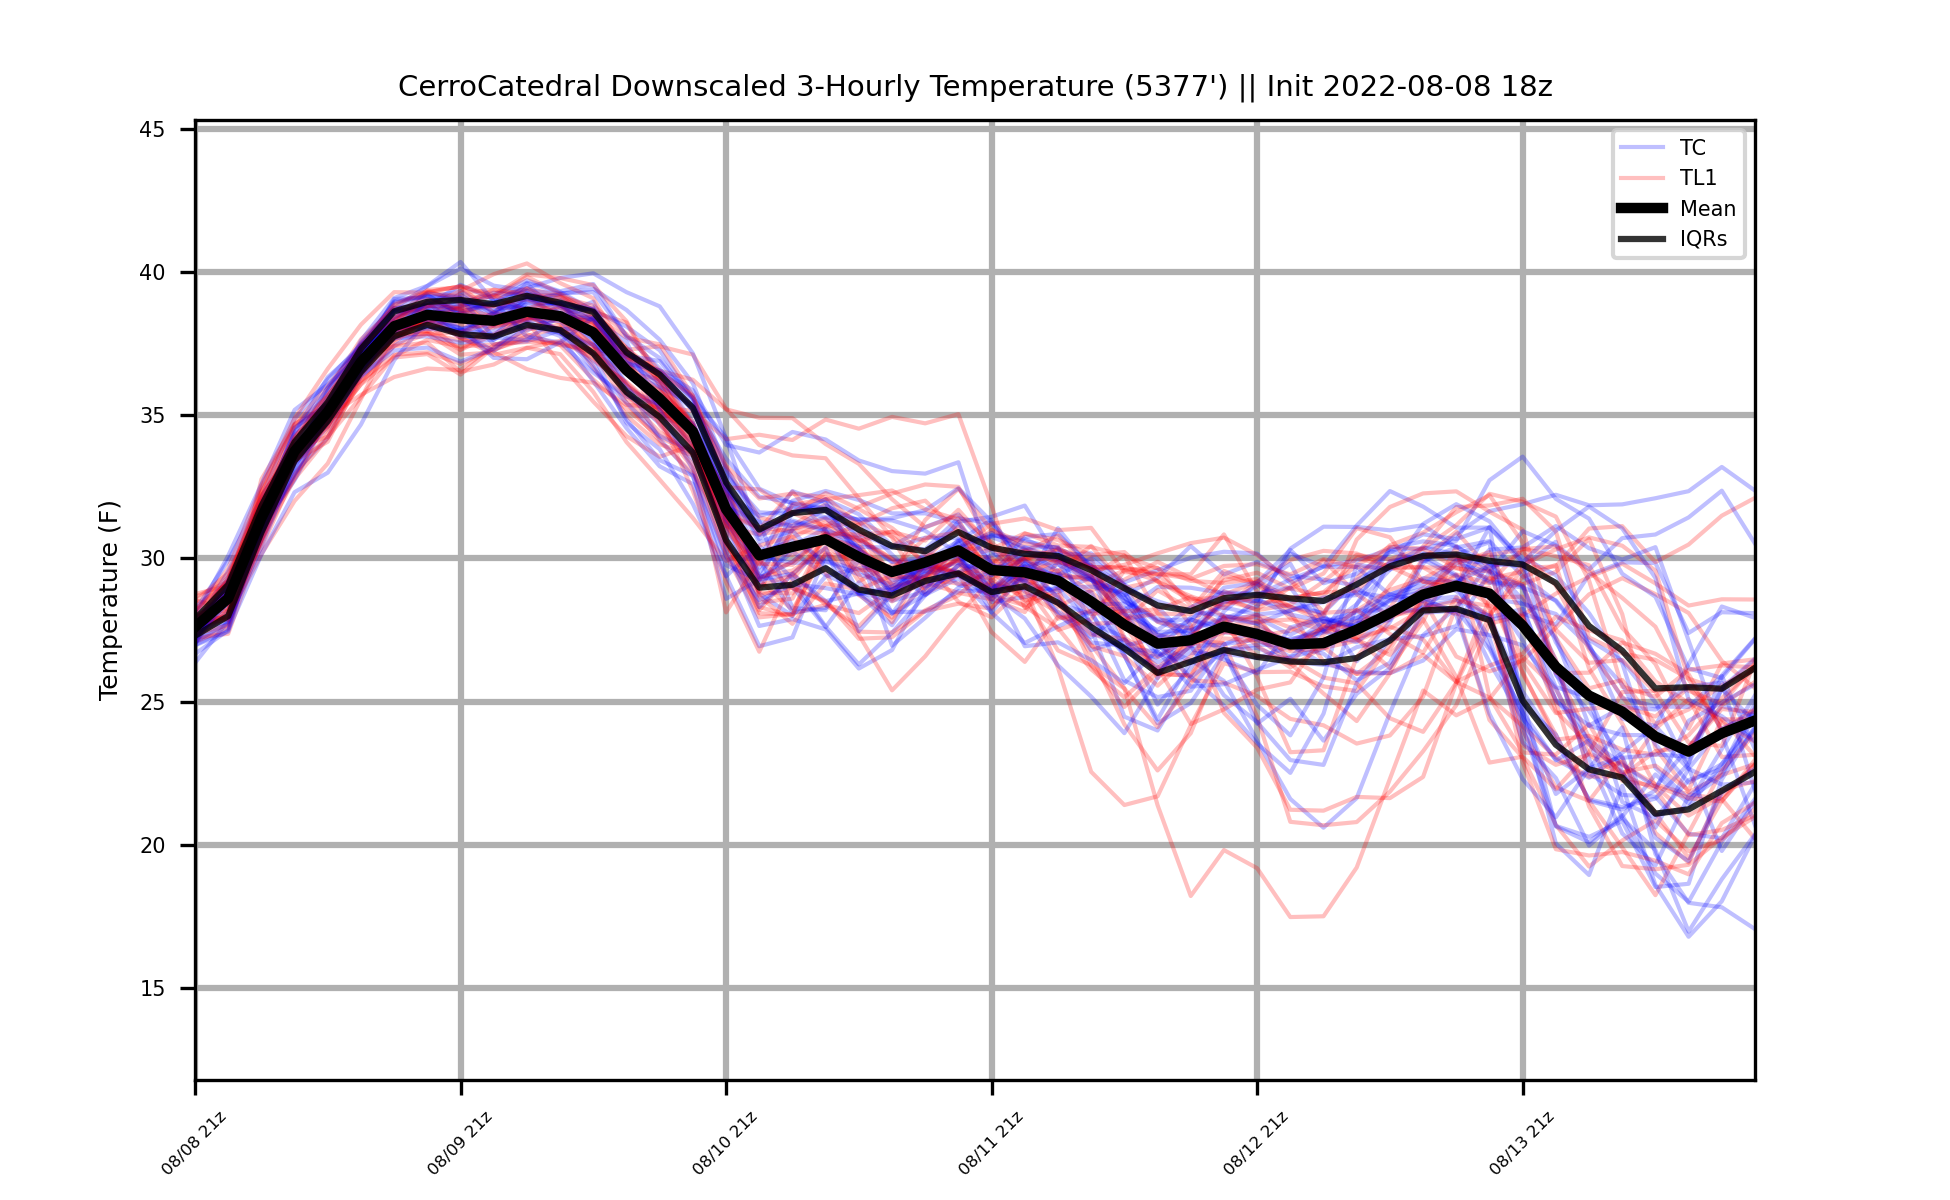 CerroCatedral Downscaled 3-Hourly Temperature (5377') || Init 2022-08-08 18z
TC
TL1
Mean
IQRs
Temperature (F)
45
40
35
30
25
20
15
08/08 21z
08/09 21z
08/10 21z
08/11 21z
08/12 21z
08/13 21z